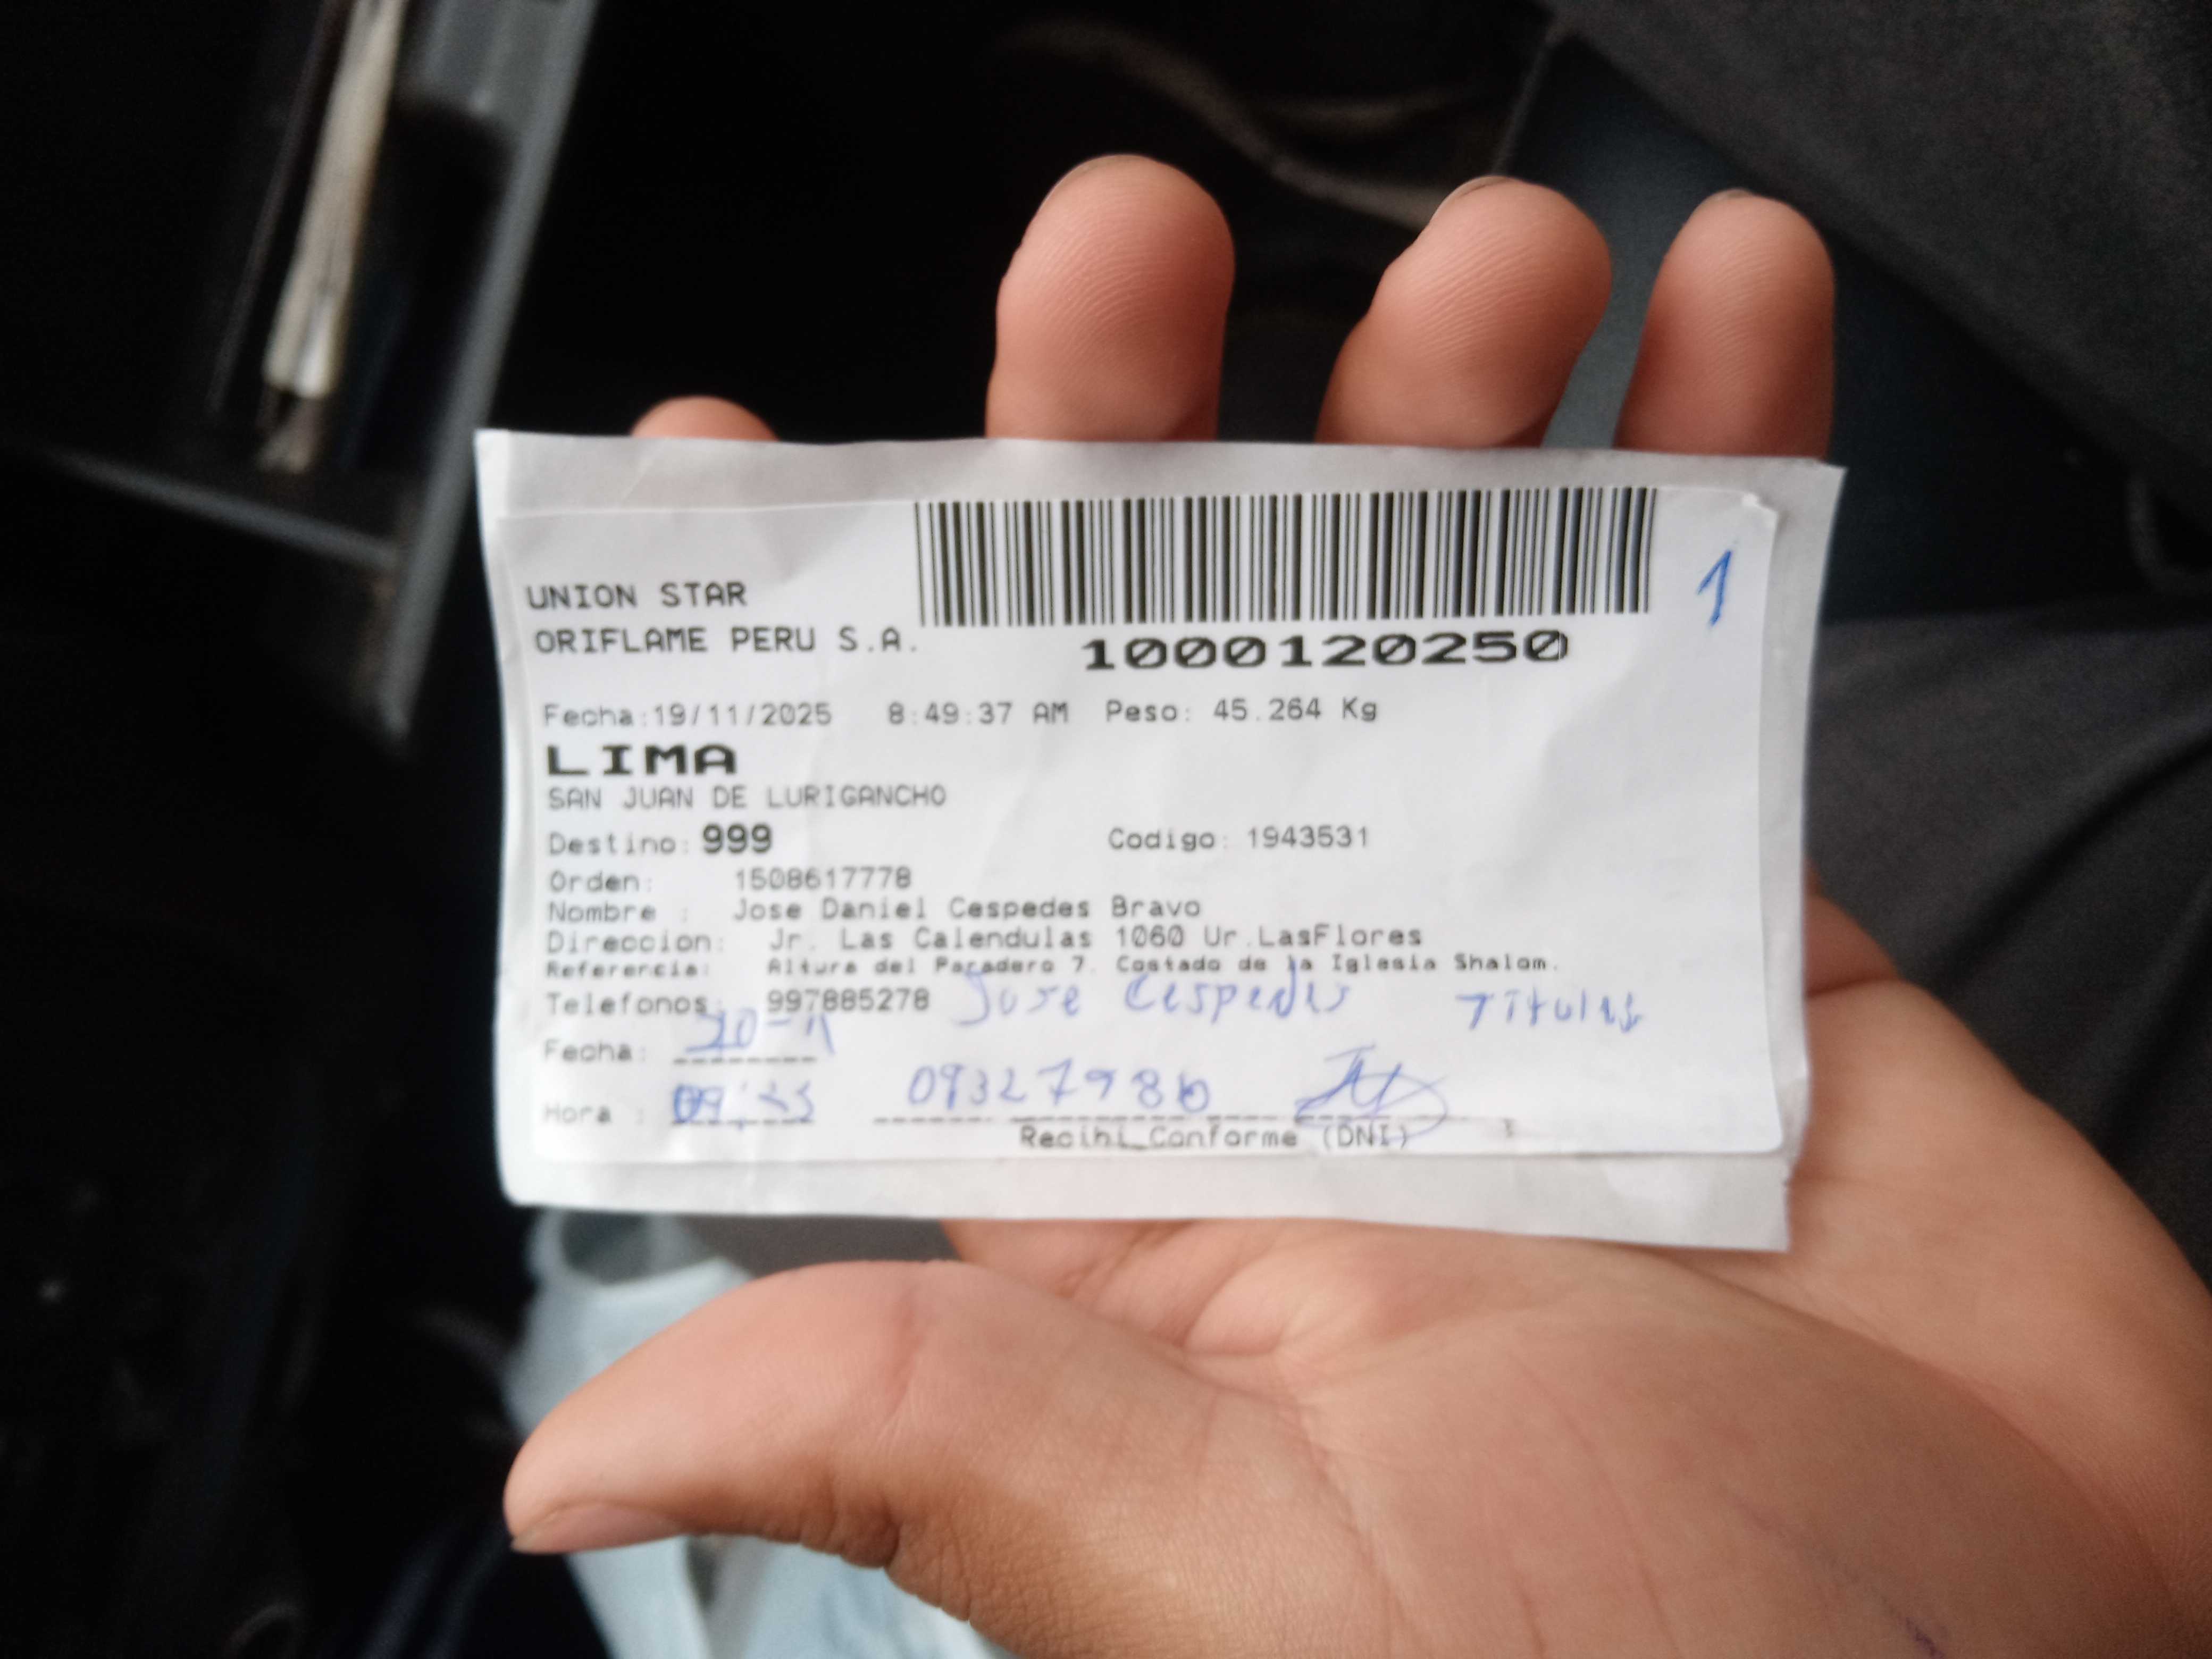 UNION STAR
ORIFLAME PERU S.A.
1000120250
1
Fecha:19/11/2025 8:49:37 AM Peso: 45.264 Kg
LIMA
SAN JUAN DE LURIGANCHO
Destino: 999 Codigo: 1943531
Orden: 1508617778
Nombre : Jose Daniel Cespedes Bravo
Direccion: Jr. Las Calendulas 1060 Ur.LasFlores
Referencia: Altura del Paradero 7. Costado de la Iglesia Shalom.
Telefonos: 997885278 Jose Cespedes Titular
Fecha: 20-11
Hora :
Recibi Conforme (DNI)